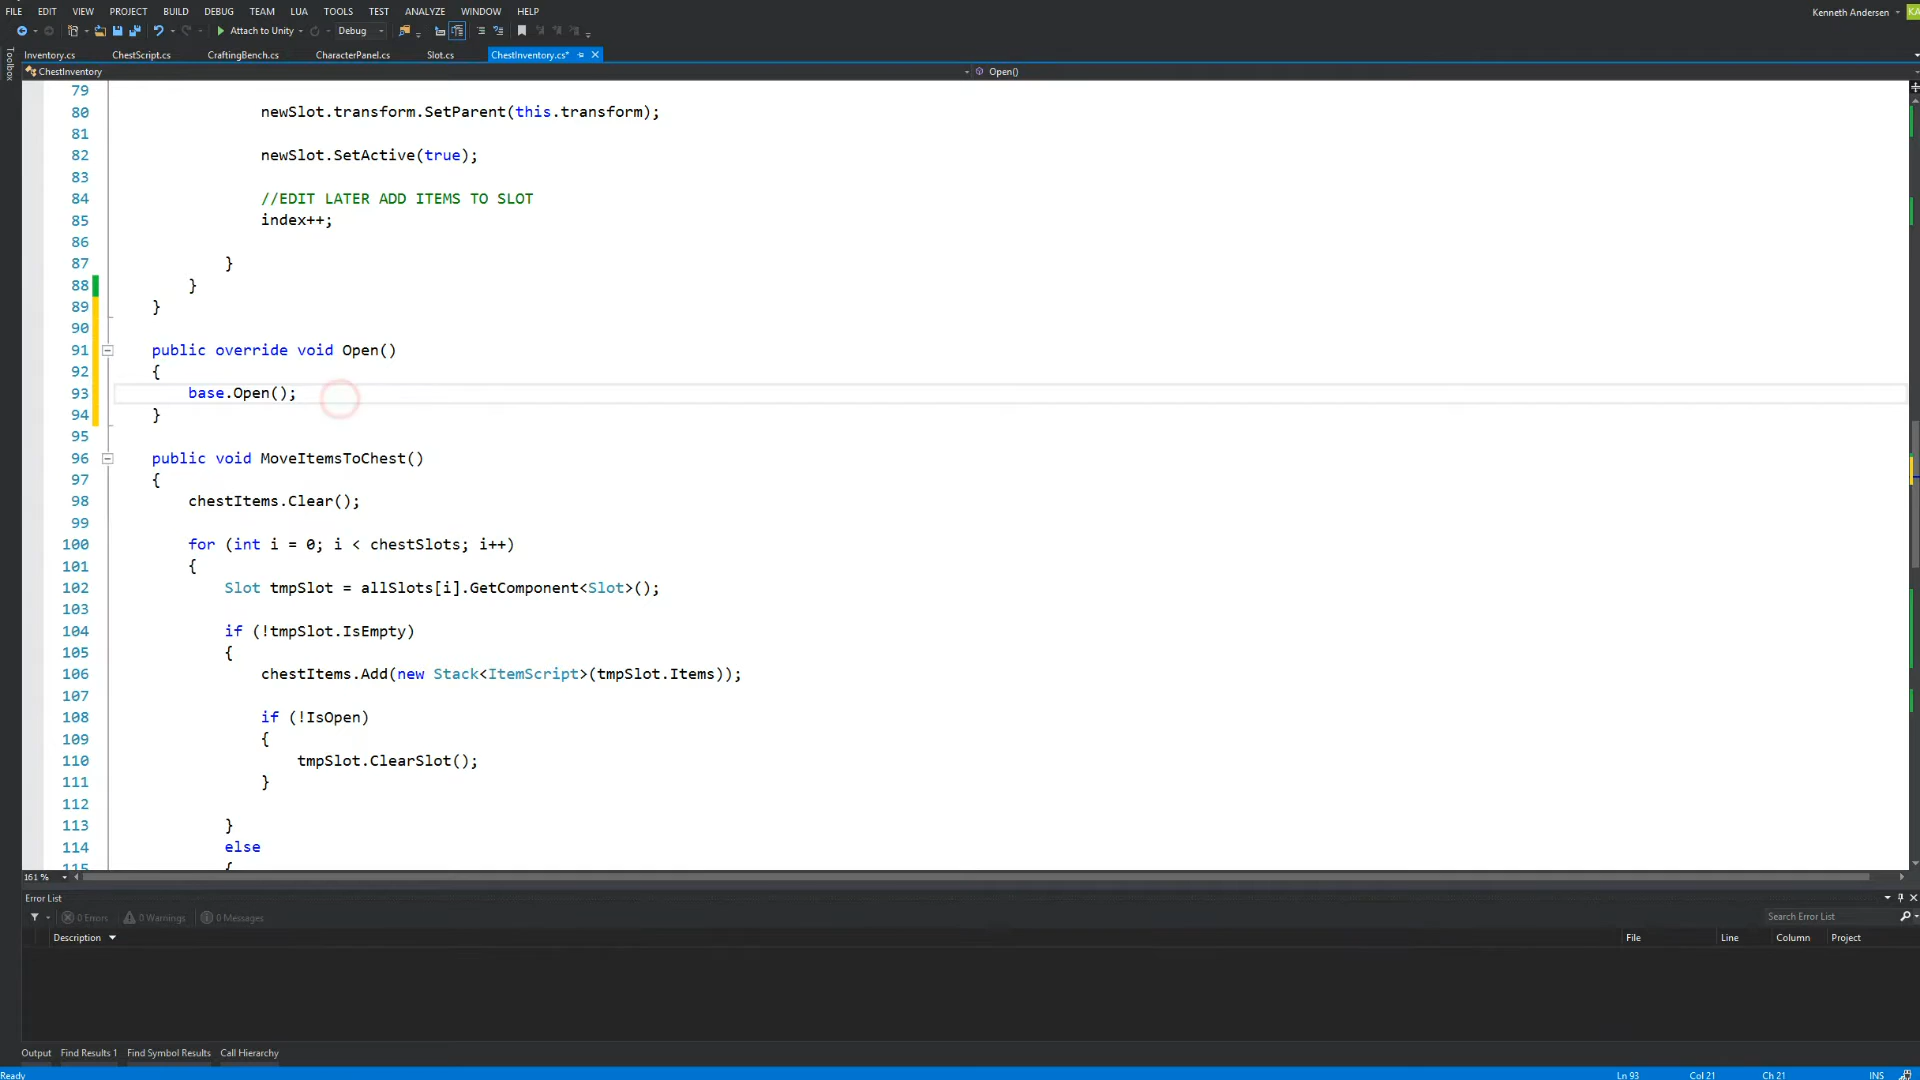 FILE EDIT VIEW PROJECT BUILD DEBUG TEAM LUA TOOLS TEST ANALYZE WINDOW HELP Kenneth Andersen KA
Attach to Unity Debug
Toolbox
Inventory.cs ChestScript.cs CraftingBench.cs CharacterPanel.cs Slot.cs ChestInventory.cs*
ChestInventory Open()
79
80 newSlot.transform.SetParent(this.transform);
81
82 newSlot.SetActive(true);
83
84 //EDIT LATER ADD ITEMS TO SLOT
85 index++;
86
87 }
88 }
89 }
90
91 public override void Open()
92 {
93 base.Open();
94 }
95
96 public void MoveItemsToChest()
97 {
98 chestItems.Clear();
99
100 for (int i = 0; i < chestSlots; i++)
101 {
102 Slot tmpSlot = allSlots[i].GetComponent<Slot>();
103
104 if (!tmpSlot.IsEmpty)
105 {
106 chestItems.Add(new Stack<ItemScript>(tmpSlot.Items));
107
108 if (!IsOpen)
109 {
110 tmpSlot.ClearSlot();
111 }
112
113 }
114 else
115 {
161 %
Error List
0 Errors 0 Warnings 0 Messages Search Error List
Description File Line Column Project
Output Find Results 1 Find Symbol Results Call Hierarchy
Ready Ln 93 Col 21 Ch 21 INS